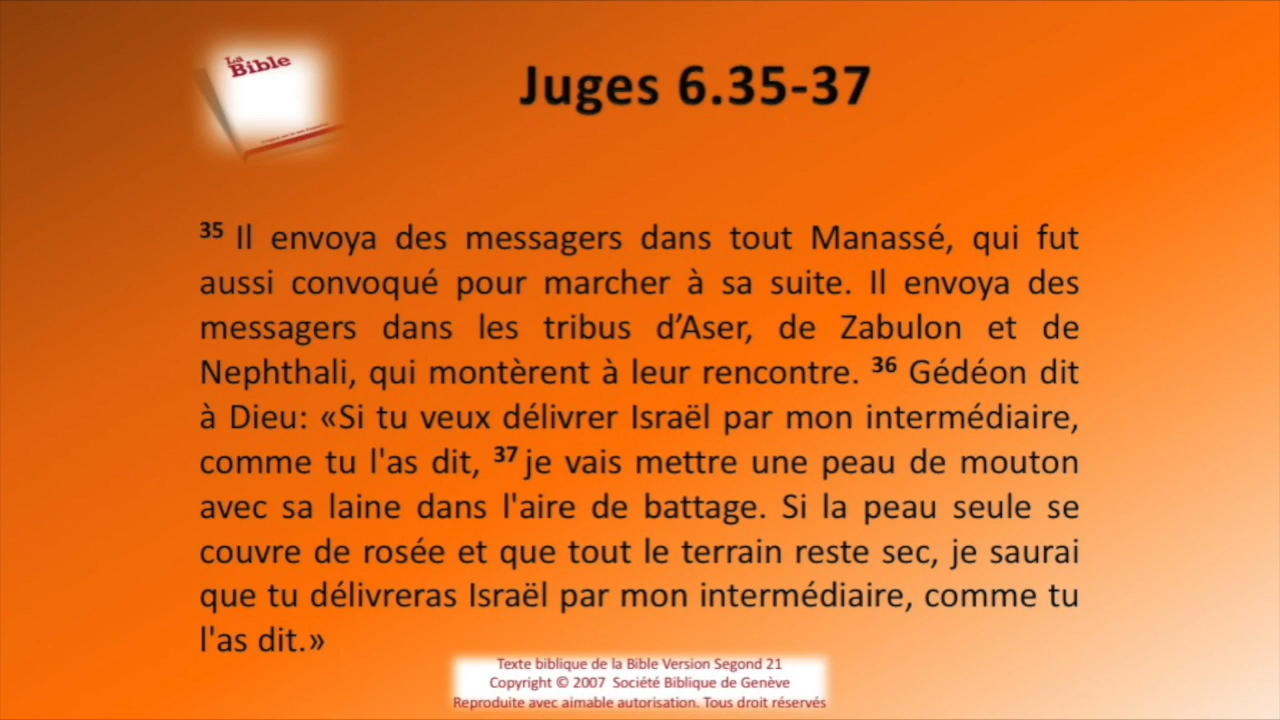 La
Bible
Juges 6.35-37
35 Il envoya des messagers dans tout Manassé, qui fut
aussi convoqué pour marcher à sa suite. Il envoya des
messagers dans les tribus d’Aser, de Zabulon et de
Nephthali, qui montèrent à leur rencontre. 36 Gédéon dit
à Dieu: «Si tu veux délivrer Israël par mon intermédiaire,
comme tu l'as dit, 37 je vais mettre une peau de mouton
avec sa laine dans l'aire de battage. Si la peau seule se
couvre de rosée et que tout le terrain reste sec, je saurai
que tu délivreras Israël par mon intermédiaire, comme tu
l'as dit.»
Texte biblique de la Bible Version Segond 21
Copyright © 2007 Société Biblique de Genève
Reproduite avec aimable autorisation. Tous droit réservés